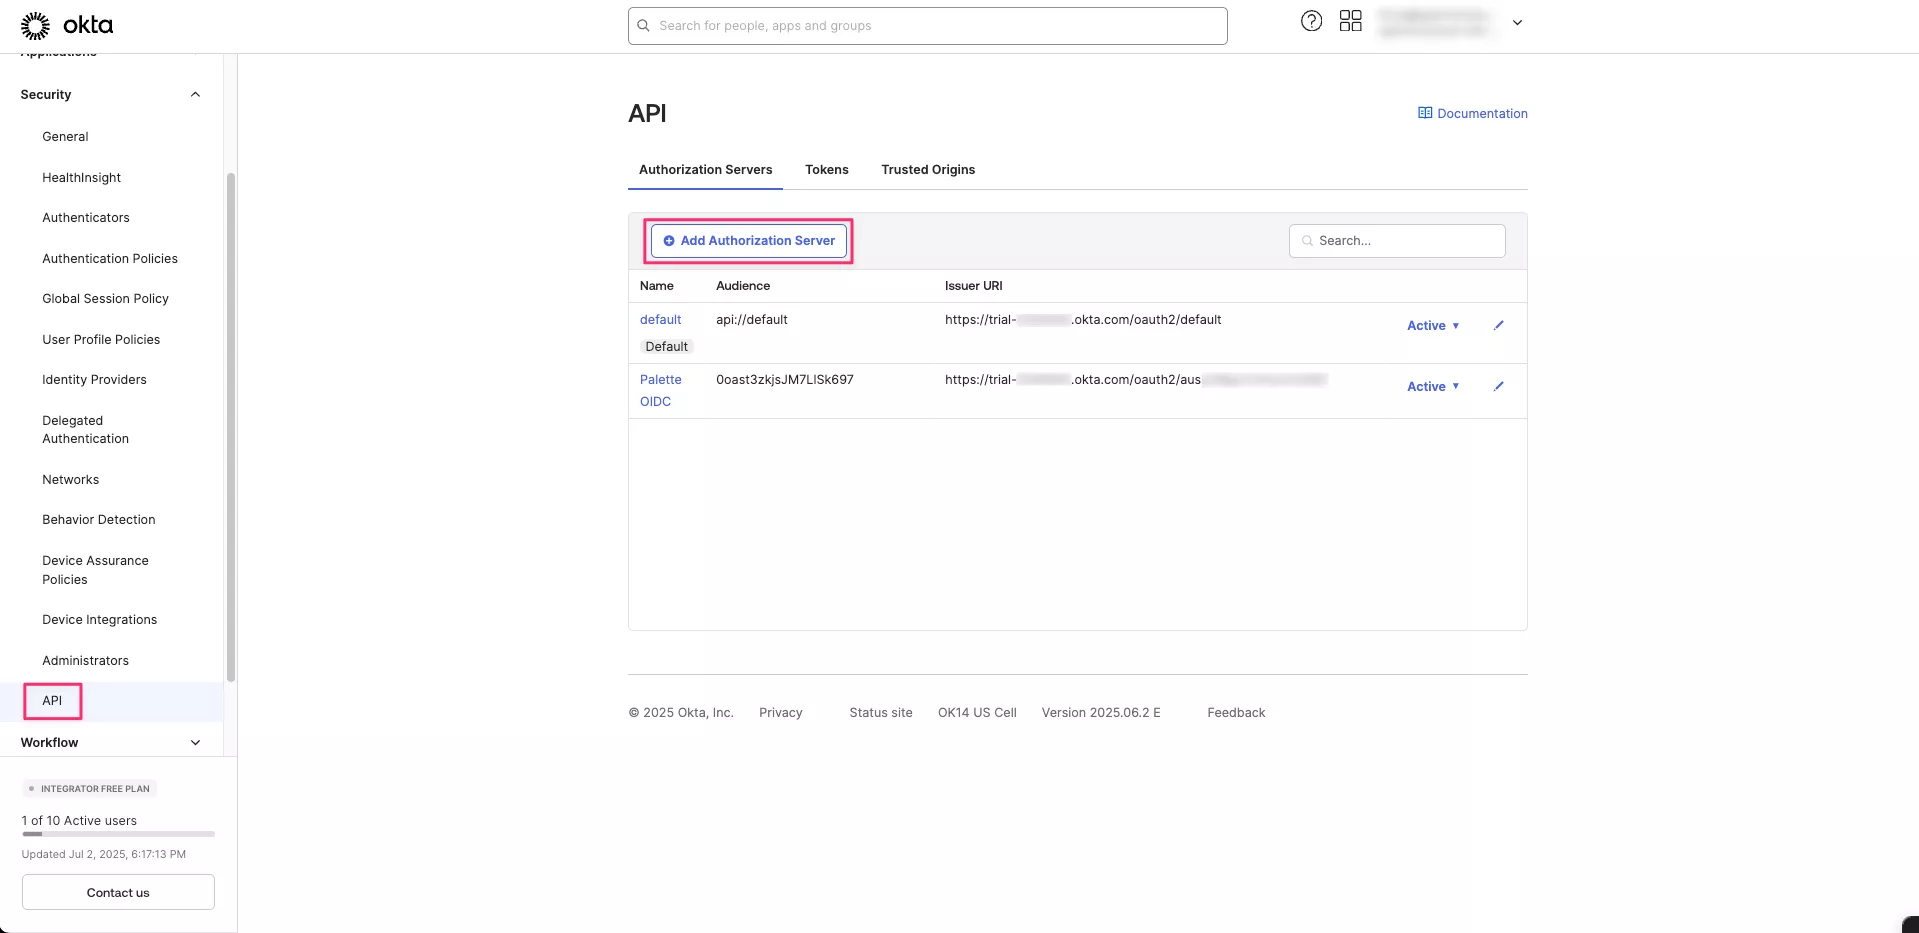 okta
Search for people, apps and groups
Applications
Security
General
HealthInsight
Authenticators
Authentication Policies
Global Session Policy
User Profile Policies
Identity Providers
Delegated
Authentication
Networks
Behavior Detection
Device Assurance
Policies
Device Integrations
Administrators
API
Workflow
INTEGRATOR FREE PLAN
1 of 10 Active users
Updated Jul 2, 2025, 6:17:13 PM
Contact us
API
Documentation
Authorization Servers Tokens Trusted Origins
Add Authorization Server
Search...
Name Audience Issuer URI
default api://default https://trial- .okta.com/oauth2/default Active
Default
Palette 0oast3zkjsJM7LlSk697 https://trial- .okta.com/oauth2/aus Active
OIDC
© 2025 Okta, Inc. Privacy Status site OK14 US Cell Version 2025.06.2 E Feedback